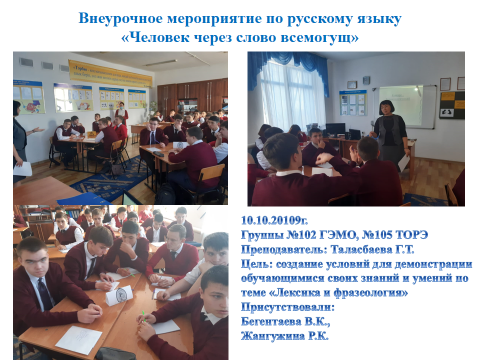 Внеурочное мероприятие по русскому языку
«Человек через слово всемогущ»
10.10.20109г.
Группы №102 ГЭМО, №105 ТОРЭ
Преподаватель: Таласбаева Г.Т.
Цель: создание условий для демонстрации
обучающимися своих знаний и умений по
теме «Лексика и фразеология»
Присутствовали:
Бегентаева В.К.,
Жангужина Р.К.